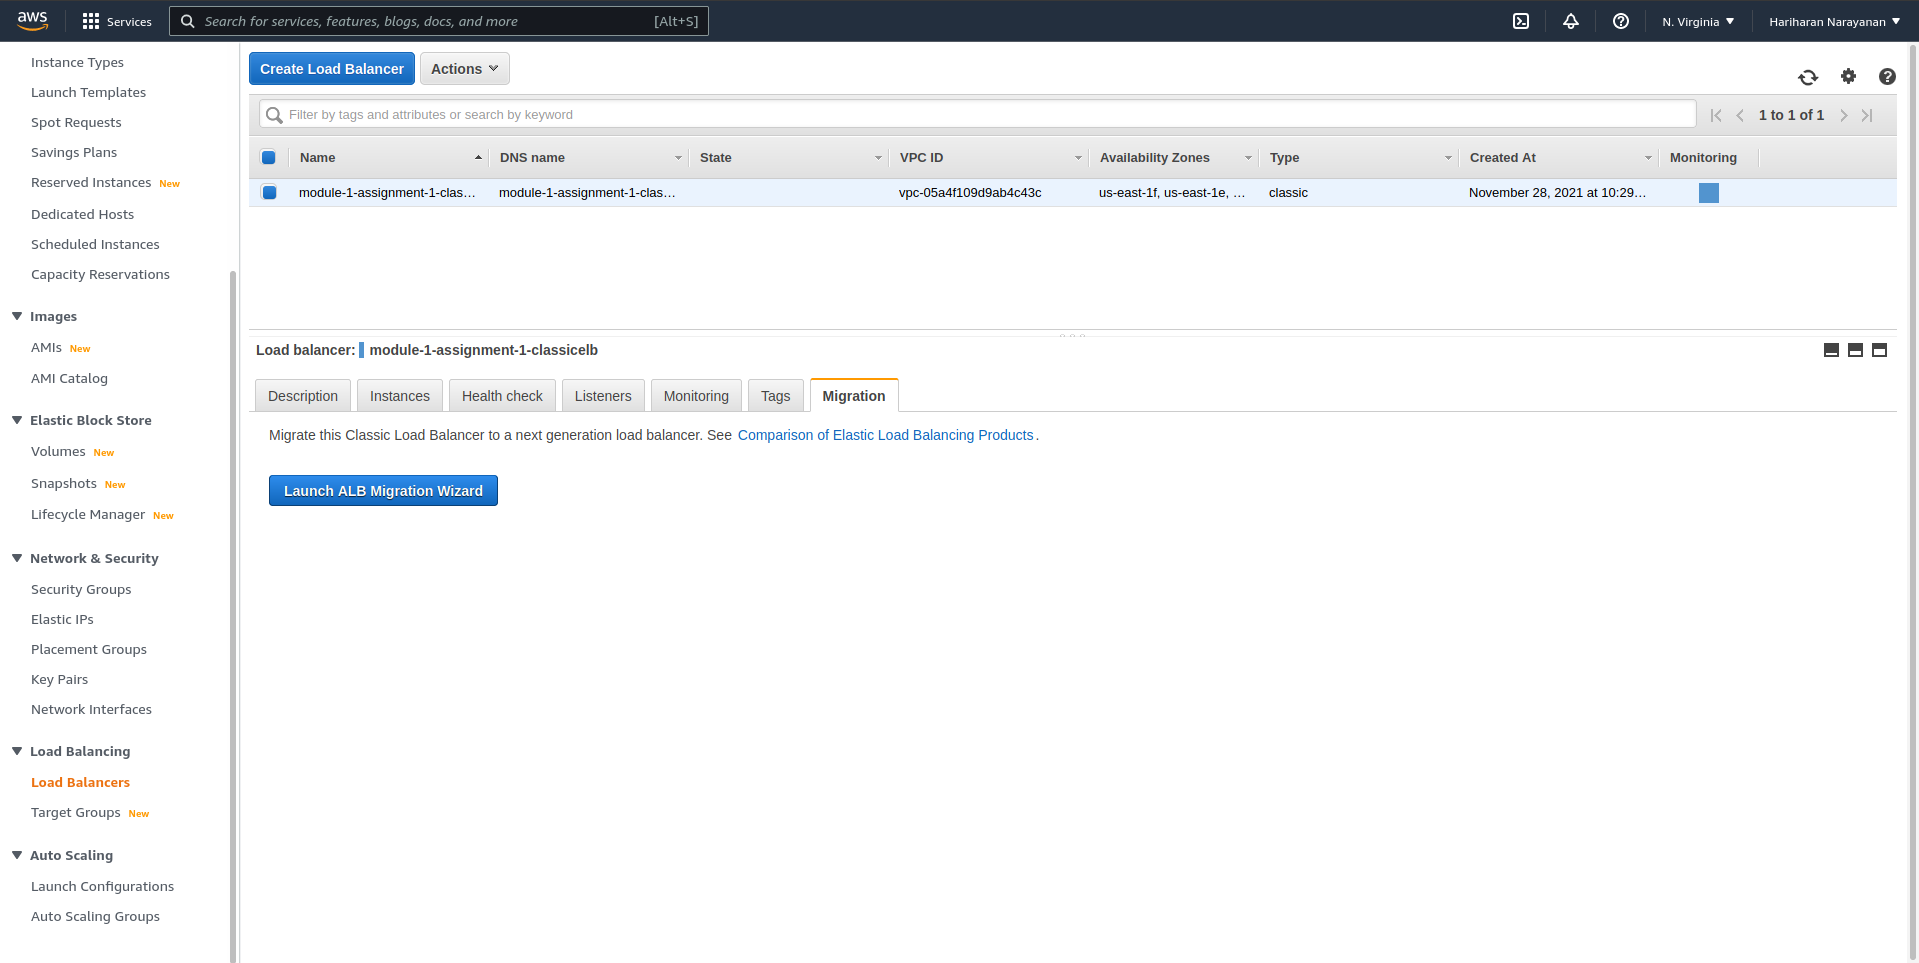 aws
Services
Search for services, features, blogs, docs, and more
[Alt+S]
N. Virginia
Hariharan Narayanan
Instance Types
Launch Templates
Spot Requests
Savings Plans
Reserved Instances New
Dedicated Hosts
Scheduled Instances
Capacity Reservations
Images
AMIs New
AMI Catalog
Elastic Block Store
Volumes New
Snapshots New
Lifecycle Manager New
Network & Security
Security Groups
Elastic IPs
Placement Groups
Key Pairs
Network Interfaces
Load Balancing
Load Balancers
Target Groups New
Auto Scaling
Launch Configurations
Auto Scaling Groups
Create Load Balancer
Actions
Filter by tags and attributes or search by keyword
1 to 1 of 1
Name DNS name State VPC ID Availability Zones Type Created At Monitoring
module-1-assignment-1-clas... module-1-assignment-1-clas... vpc-05a4f109d9ab4c43c us-east-1f, us-east-1e, ... classic November 28, 2021 at 10:29...
Load balancer: module-1-assignment-1-classicelb
Description Instances Health check Listeners Monitoring Tags Migration
Migrate this Classic Load Balancer to a next generation load balancer. See Comparison of Elastic Load Balancing Products.
Launch ALB Migration Wizard